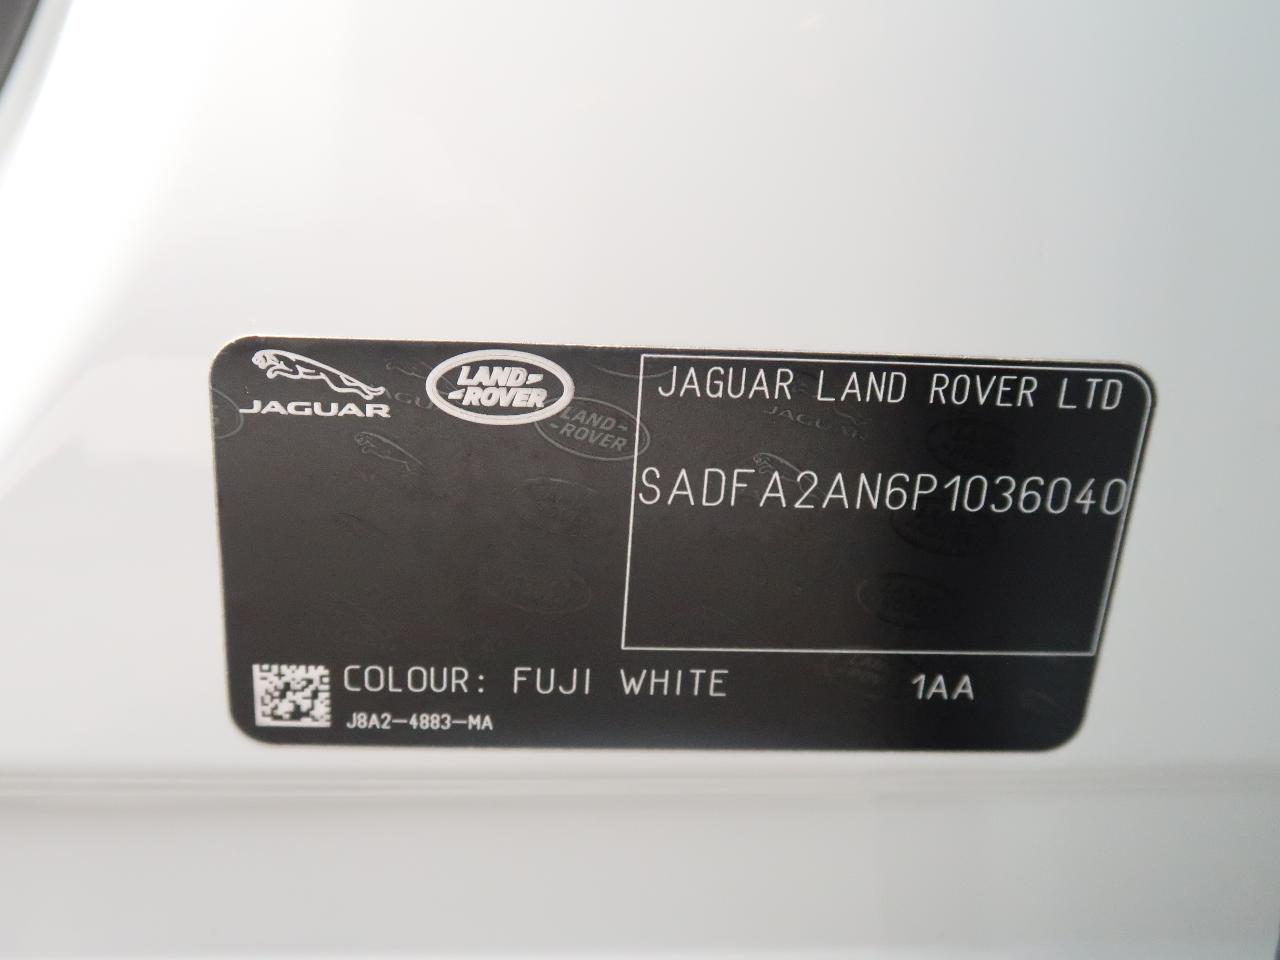 JAGUAR
LAND-
-ROVER
JAGUAR LAND ROVER LTD
SADFA2AN6P1036040
COLOUR: FUJI WHITE 1AA
J8A2-4883-MA